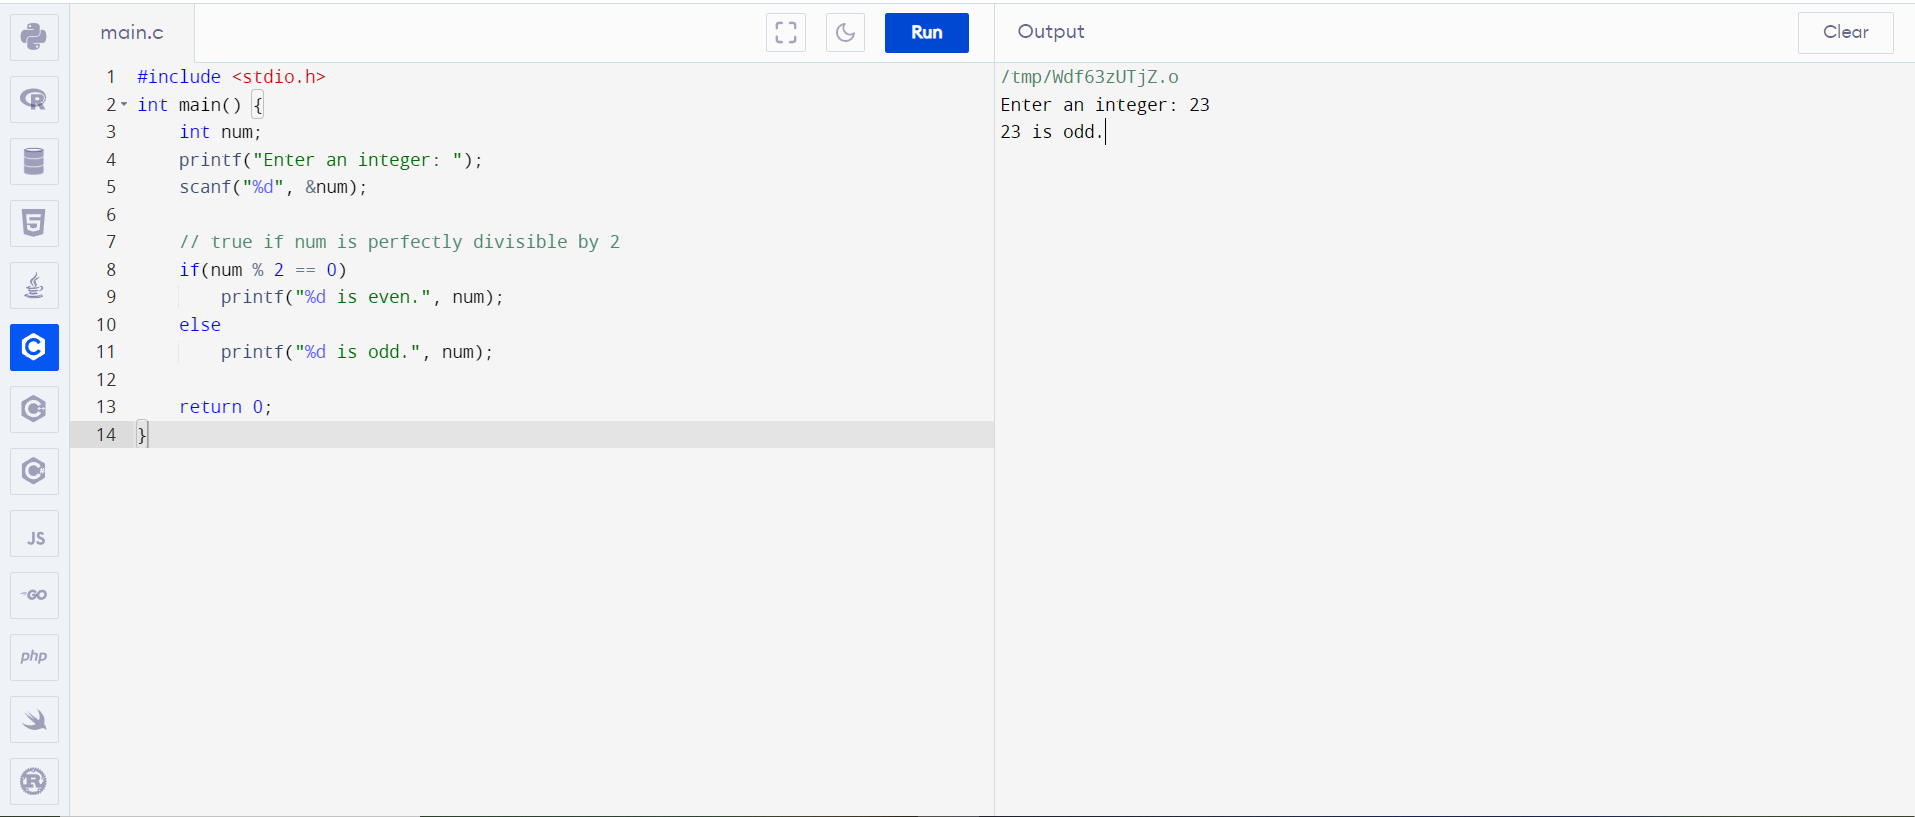 main.c
Run
Output
Clear
1 #include <stdio.h>
2 int main() {
3     int num;
4     printf("Enter an integer: ");
5     scanf("%d", &num);
6
7     // true if num is perfectly divisible by 2
8     if(num % 2 == 0)
9         printf("%d is even.", num);
10     else
11         printf("%d is odd.", num);
12
13     return 0;
14 }
/tmp/Wdf63zUTjZ.o
Enter an integer: 23
23 is odd.
R
5
C
C
C
JS
GO
php
R